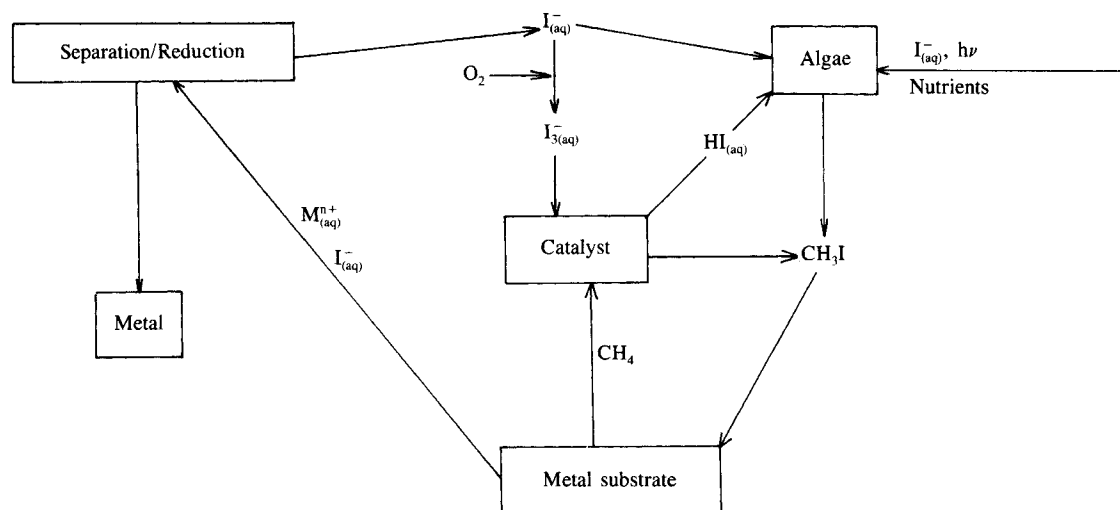 I⁻(aq)
Separation/Reduction
Algae
I⁻(aq), hν
Nutrients
O₂
I₃⁻(aq)
HI(aq)
Mⁿ⁺(aq)
I⁻(aq)
Catalyst
CH₃I
Metal
CH₄
Metal substrate